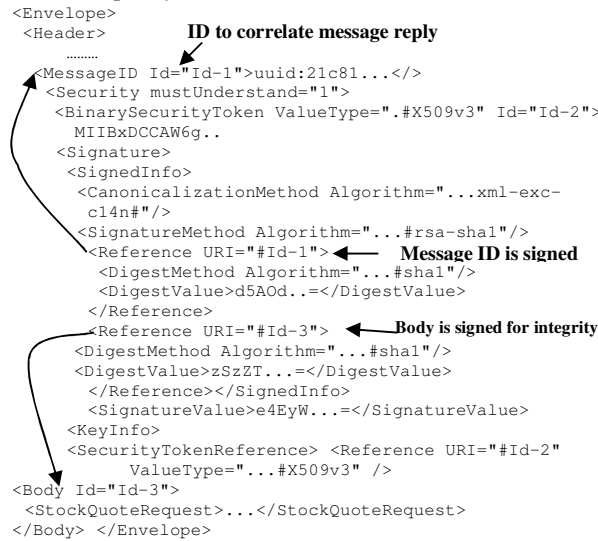 <Envelope>
<Header> ID to correlate message reply
.........
<MessageID Id="Id-1">uuid:21c81...</>
<Security mustUnderstand="1">
<BinarySecurityToken ValueType=".#X509v3" Id="Id-2">
MIIBxDCCAW6g..
<Signature>
<SignedInfo>
<CanonicalizationMethod Algorithm="...xml-exc-
c14n#"/>
<SignatureMethod Algorithm="...#rsa-sha1"/>
<Reference URI="#Id-1"> Message ID is signed
<DigestMethod Algorithm="...#sha1"/>
<DigestValue>d5AOd..=</DigestValue>
</Reference>
<Reference URI="#Id-3"> Body is signed for integrity
<DigestMethod Algorithm="...#sha1"/>
<DigestValue>zSzZT...=</DigestValue>
</Reference></SignedInfo>
<SignatureValue>e4EyW...=</SignatureValue>
<KeyInfo>
<SecurityTokenReference> <Reference URI="#Id-2"
ValueType="...#X509v3" />
<Body Id="Id-3">
<StockQuoteRequest>...</StockQuoteRequest>
</Body> </Envelope>